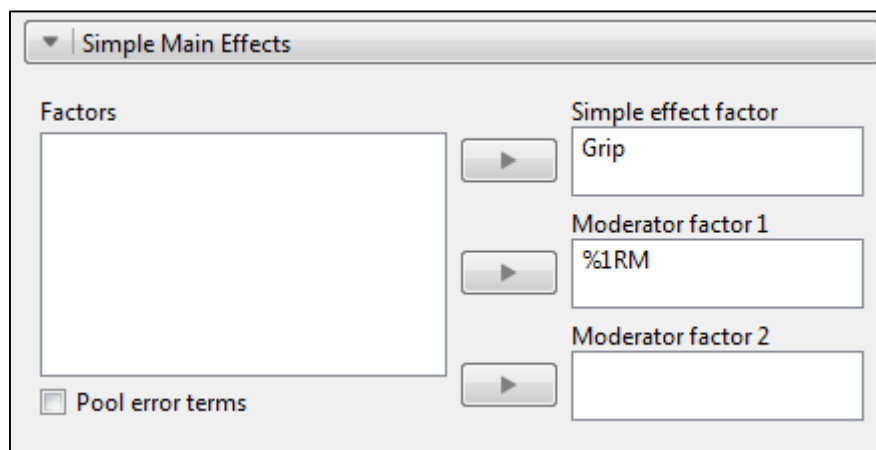 Simple Main Effects
Factors
Simple effect factor
Grip
Moderator factor 1
%1RM
Moderator factor 2
Pool error terms